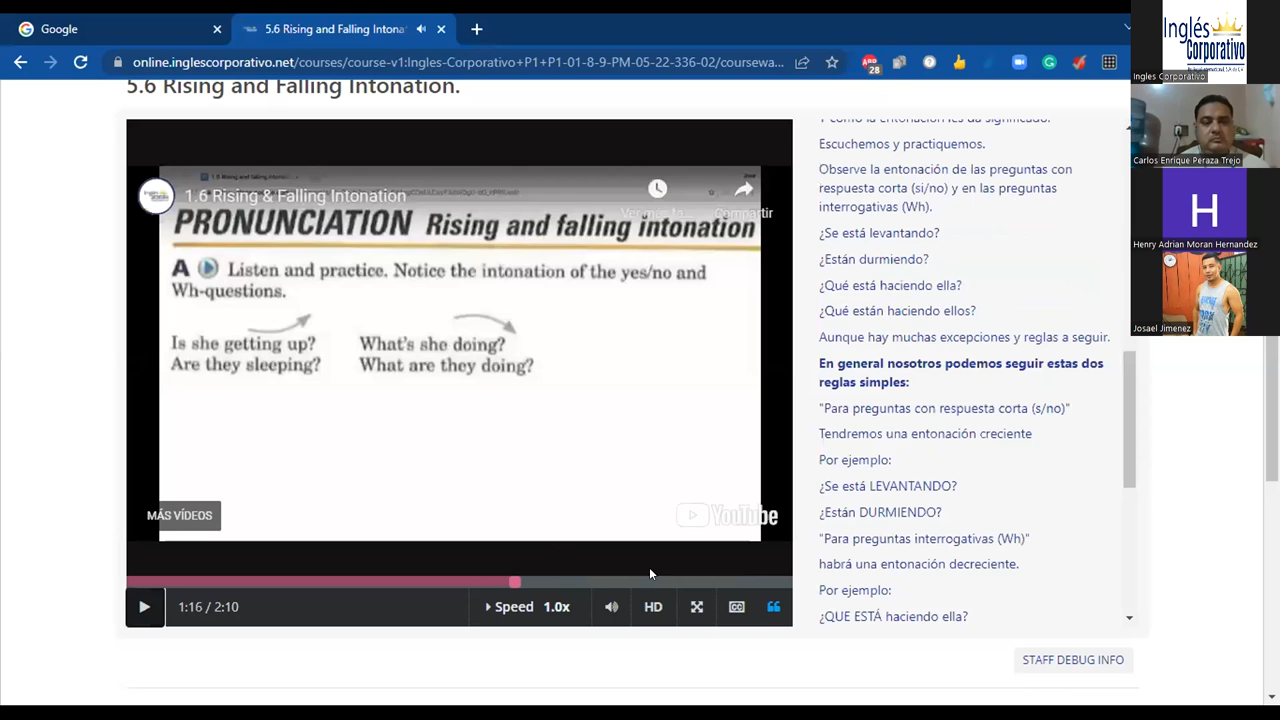 Google
5.6 Rising and Falling Intona
online.inglescorporativo.net/courses/course-v1:Ingles-Corporativo+P1+P1-01-8-9-PM-05-22-336-02/coursewa...
28
5.6 Rising and Falling Intonation.
1.6 Rising & Falling Intonation
Compartir
PRONUNCIATION Rising and falling intonation
A Listen and practice. Notice the intonation of the yes/no and
Wh-questions.
Is she getting up? What's she doing?
Are they sleeping? What are they doing?
MÁS VÍDEOS
YouTube
1:16 / 2:10
Speed 1.0x
HD
CC
Y cómo la entonación les da significado.
Escuchemos y practiquemos.
Observe la entonación de las preguntas con
respuesta corta (si/no) y en las preguntas
interrogativas (Wh).
¿Se está levantando?
¿Están durmiendo?
¿Qué está haciendo ella?
¿Qué están haciendo ellos?
Aunque hay muchas excepciones y reglas a seguir.
En general nosotros podemos seguir estas dos
reglas simples:
"Para preguntas con respuesta corta (s/no)"
Tendremos una entonación creciente
Por ejemplo:
¿Se está LEVANTANDO?
¿Están DURMIENDO?
"Para preguntas interrogativas (Wh)"
habrá una entonación decreciente.
Por ejemplo:
¿QUE ESTÁ haciendo ella?
STAFF DEBUG INFO
Inglés
Corporativo
Ingles Corporativo
Carlos Enrique Peraza Trejo
H
Henry Adrian Moran Hernandez
Josael Jimenez